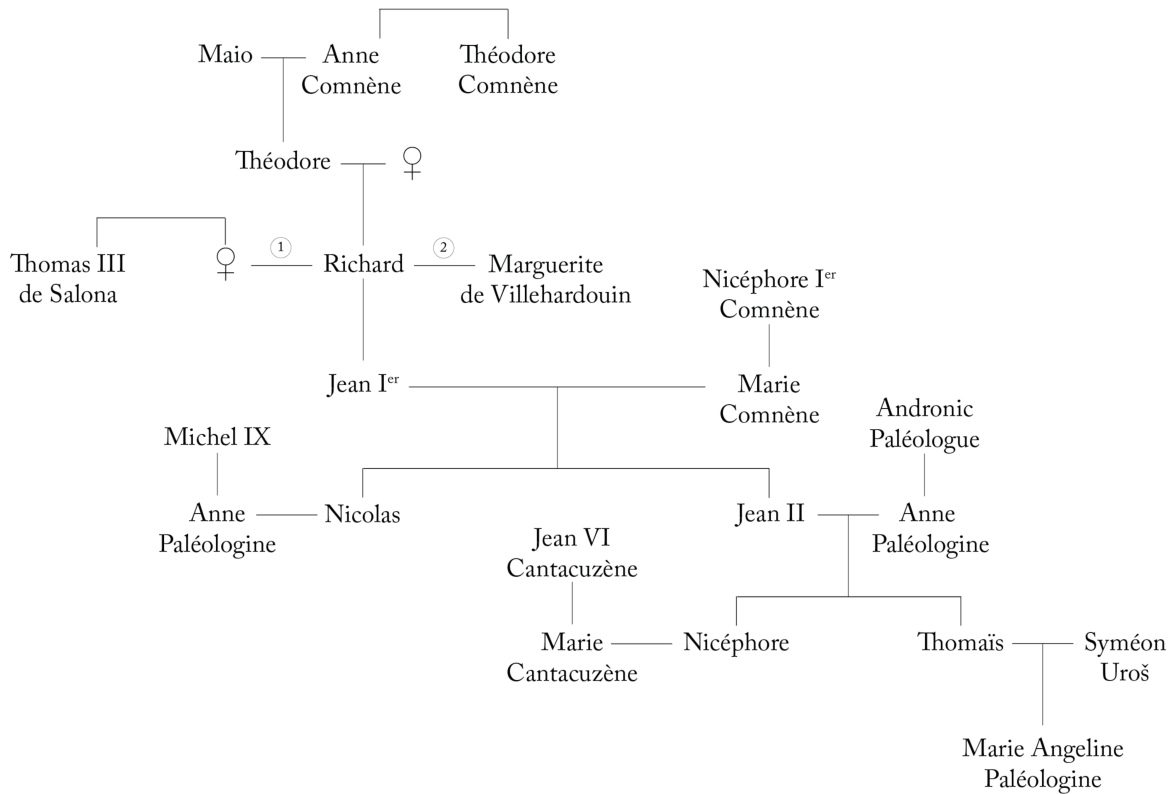 Maio
Anne
Comnène
Théodore
Comnène
Théodore
♀
Thomas III
de Salona
♀
1
Richard
2
Marguerite
de Villehardouin
Nicéphore Ier
Comnène
Jean Ier
Marie
Comnène
Andronic
Paléologue
Michel IX
Anne
Paléologine
Nicolas
Jean II
Anne
Paléologine
Jean VI
Cantacuzène
Marie
Cantacuzène
Nicéphore
Thomaïs
Syméon
Uroš
Marie Angeline
Paléologine